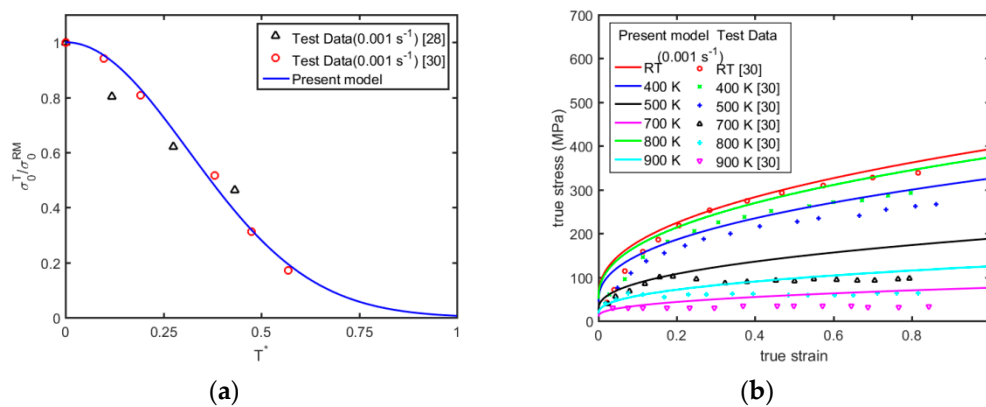 Test Data(0.001 s⁻¹) [28]
Test Data(0.001 s⁻¹) [30]
Present model
1
0.8
0.6
0.4
0.2
0
σ₀ᵀ/σ₀ᴿᴹ
0 0.25 0.5 0.75 1
T*
(a)
Present model Test Data
(0.001 s⁻¹)
RT RT [30]
400 K 400 K [30]
500 K 500 K [30]
700 K 700 K [30]
800 K 800 K [30]
900 K 900 K [30]
700
600
500
400
300
200
100
0
true stress (MPa)
0 0.2 0.4 0.6 0.8
true strain
(b)